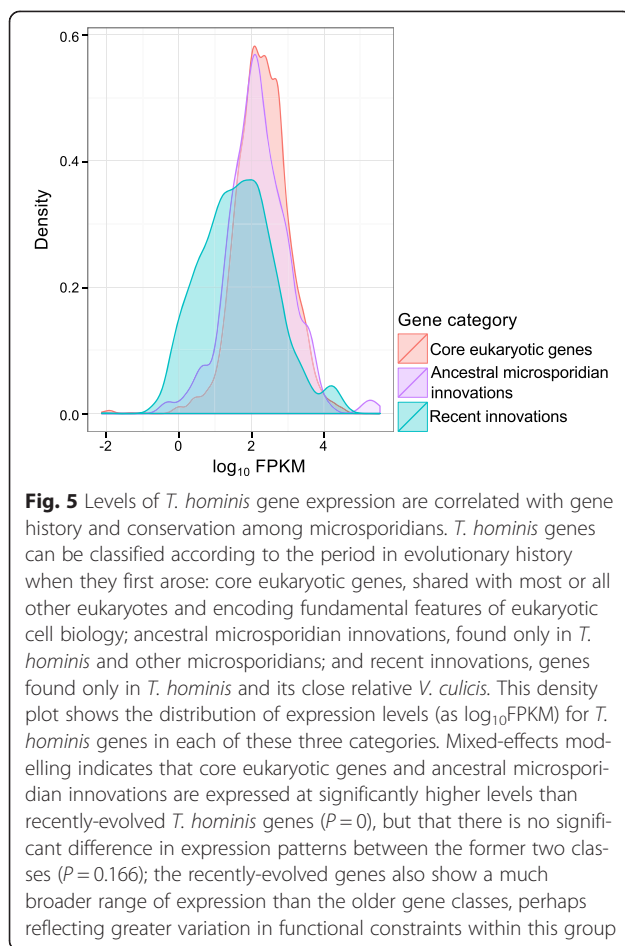 0.6
0.4
0.2
0.0
Density
-2
0
2
4
log10 FPKM
Gene category
Core eukaryotic genes
Ancestral microsporidian
innovations
Recent innovations
Fig. 5 Levels of T. hominis gene expression are correlated with gene
history and conservation among microsporidians. T. hominis genes
can be classified according to the period in evolutionary history
when they first arose: core eukaryotic genes, shared with most or all
other eukaryotes and encoding fundamental features of eukaryotic
cell biology; ancestral microsporidian innovations, found only in T.
hominis and other microsporidians; and recent innovations, genes
found only in T. hominis and its close relative V. culicis. This density
plot shows the distribution of expression levels (as log10FPKM) for T.
hominis genes in each of these three categories. Mixed-effects mod-
elling indicates that core eukaryotic genes and ancestral microspori-
dian innovations are expressed at significantly higher levels than
recently-evolved T. hominis genes (P = 0), but that there is no signifi-
cant difference in expression patterns between the former two clas-
ses (P = 0.166); the recently-evolved genes also show a much
broader range of expression than the older gene classes, perhaps
reflecting greater variation in functional constraints within this group